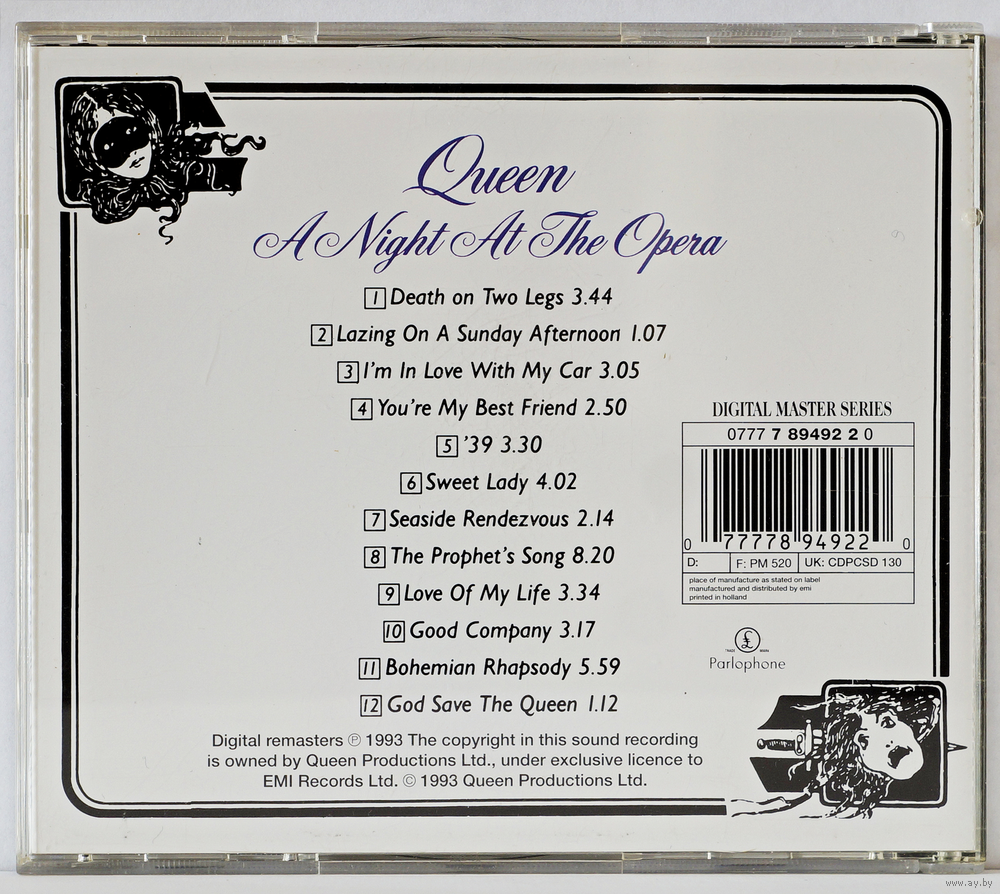 Queen
A Night At The Opera
1 Death on Two Legs 3.44
2 Lazing On A Sunday Afternoon 1.07
3 I'm In Love With My Car 3.05
4 You're My Best Friend 2.50
5 '39 3.30
6 Sweet Lady 4.02
7 Seaside Rendezvous 2.14
8 The Prophet's Song 8.20
9 Love Of My Life 3.34
10 Good Company 3.17
11 Bohemian Rhapsody 5.59
12 God Save The Queen 1.12
DIGITAL MASTER SERIES
0777 7 89492 2 0
0 77778 94922 0
D: F: PM 520 UK: CDPCSD 130
place of manufacture as stated on label
manufactured and distributed by emi
printed in holland
£
Parlophone
Digital remasters ℗ 1993 The copyright in this sound recording
is owned by Queen Productions Ltd., under exclusive licence to
EMI Records Ltd. © 1993 Queen Productions Ltd.
www.ay.by